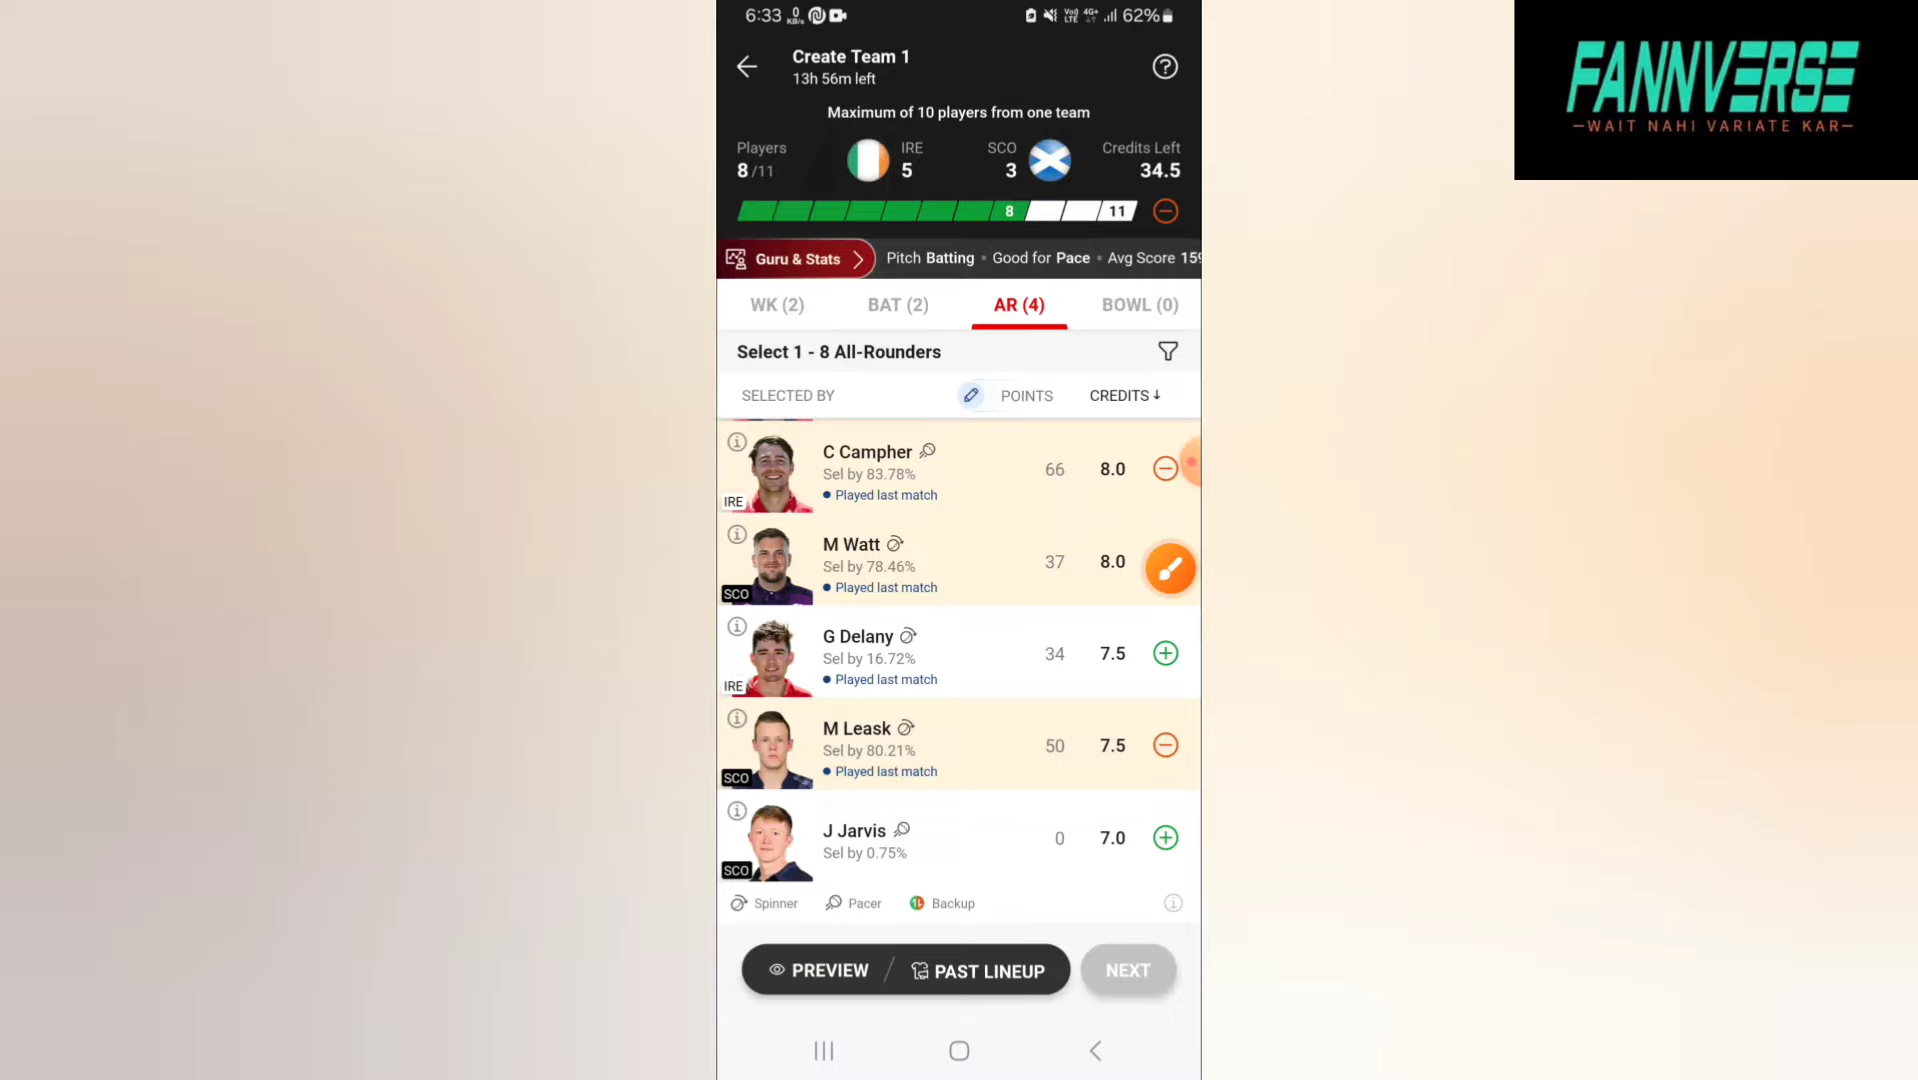 6:33 0 KB/s Vo) LTE 4G+ 62%
FANNVERSE
-WAIT NAHI VARIATE KAR-
Create Team 1
13h 56m left
Maximum of 10 players from one team
Players IRE SCO Credits Left
8/11 5 3 34.5
8 11
Guru & Stats Pitch Batting • Good for Pace • Avg Score 159
WK (2) BAT (2) AR (4) BOWL (0)
Select 1 - 8 All-Rounders
SELECTED BY POINTS CREDITS↓
C Campher
Sel by 83.78% 66 8.0
Played last match
IRE
M Watt
Sel by 78.46% 37 8.0
Played last match
SCO
G Delany
Sel by 16.72% 34 7.5
Played last match
IRE
M Leask
Sel by 80.21% 50 7.5
Played last match
SCO
J Jarvis 0 7.0
Sel by 0.75%
SCO
Spinner Pacer Backup
PREVIEW / PAST LINEUP NEXT